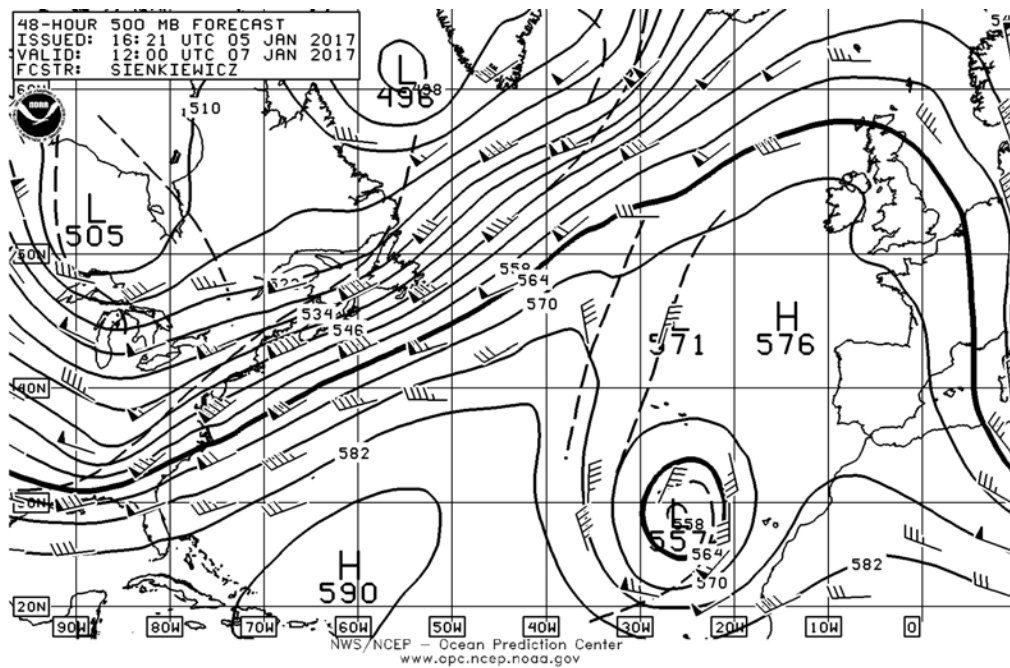 48-HOUR 500 MB FORECAST
ISSUED: 16:21 UTC 05 JAN 2017
VALID: 12:00 UTC 07 JAN 2017
FCSTR: SIENKIEWICZ
L
498
496
60N
NOAA
510
L
505
50N
558
564
534
570
546
H
576
571
40N
582
L
558
557
564
H
590
570
582
20N
90W
80W
70W
60W
50W
40W
30W
20W
10W
0
NWS/NCEP – Ocean Prediction Center
www.opc.ncep.noaa.gov